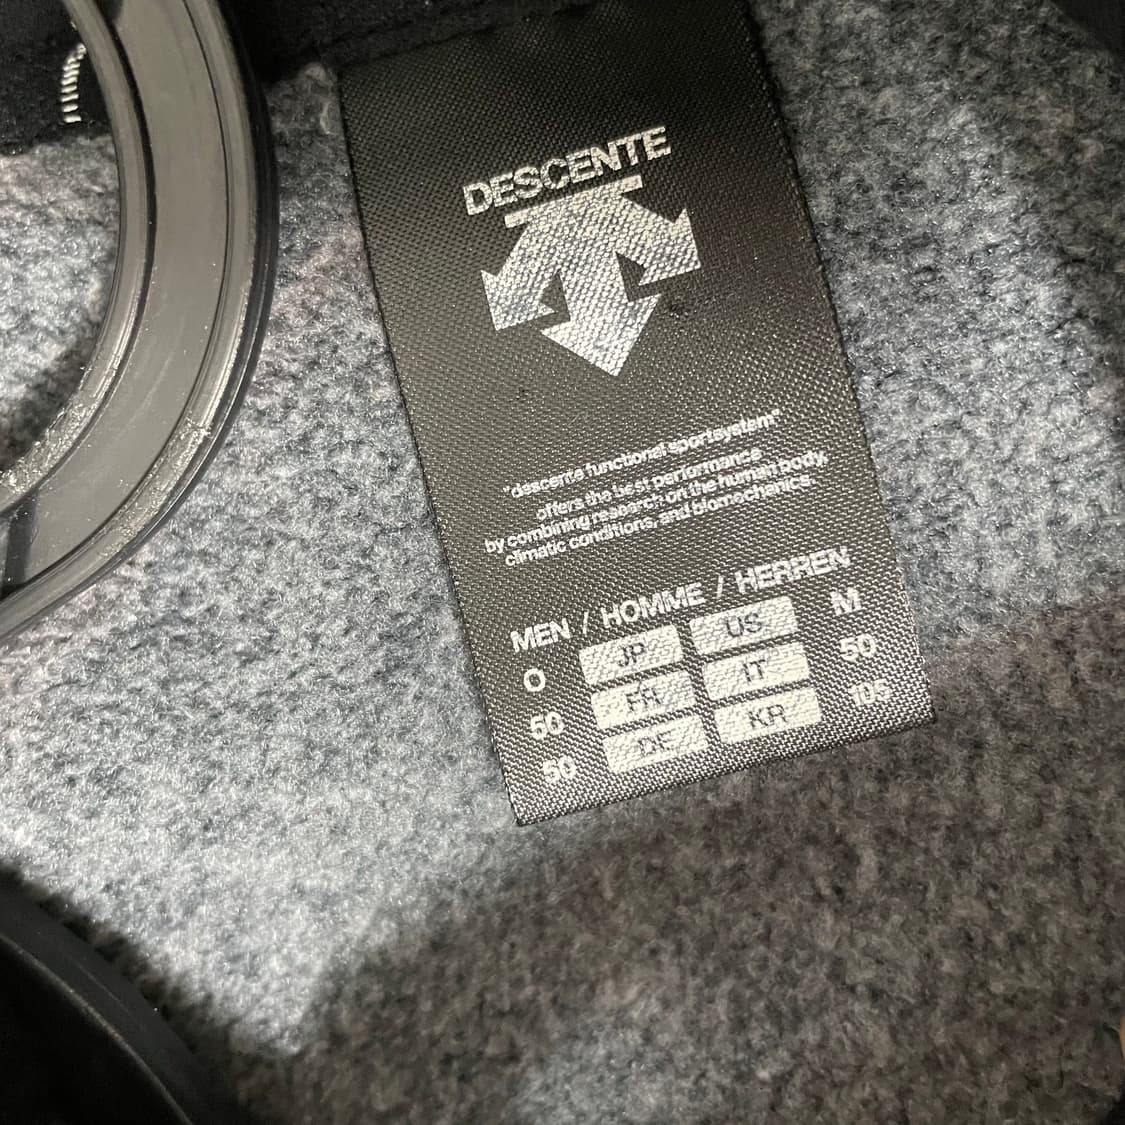 DESCENTE
"descente functional sportsystem"
offers the best performance
by combining research on the human body,
climatic conditions, and biomechanics.
MEN / HOMME / HERREN
O JP US M
50 FR IT 50
50 DE KR 105